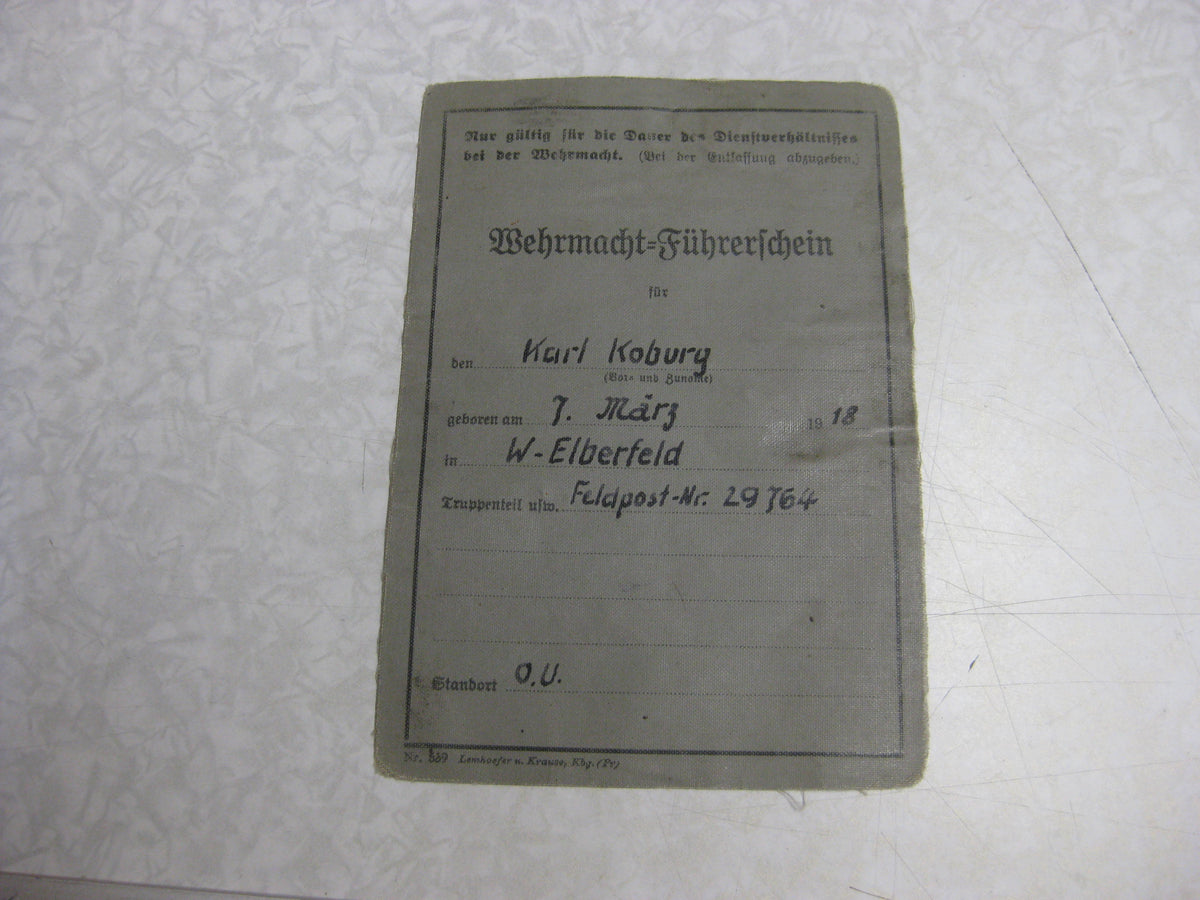 Nur gültig für die Dauer des Dienstverhältnisses
bei der Wehrmacht. (Bei der Entlassung abzugeben.)
Wehrmacht=Führerschein
für
den Karl Koburg
(Vor= und Zuname)
geboren am 7. März 1918
in W-Elberfeld
Truppenteil usw. Feldpost-Nr. 29764
Standort O.U.
Nr. 339 Lemhoefer u. Krause, Kbg. (Pr)